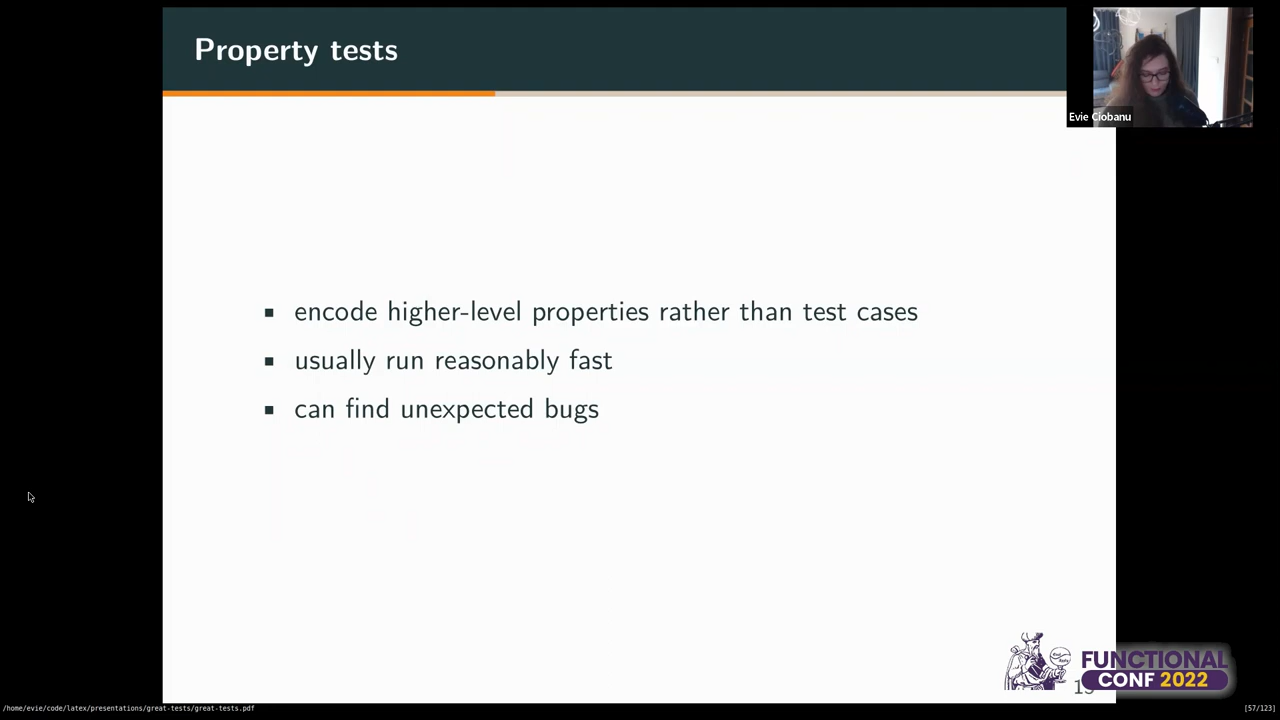 Property tests
Evie Ciobanu
encode higher-level properties rather than test cases
usually run reasonably fast
can find unexpected bugs
FUNCTIONAL
CONF 2022
/home/evie/code/latex/presentations/great-tests/great-tests.pdf
[57/123]